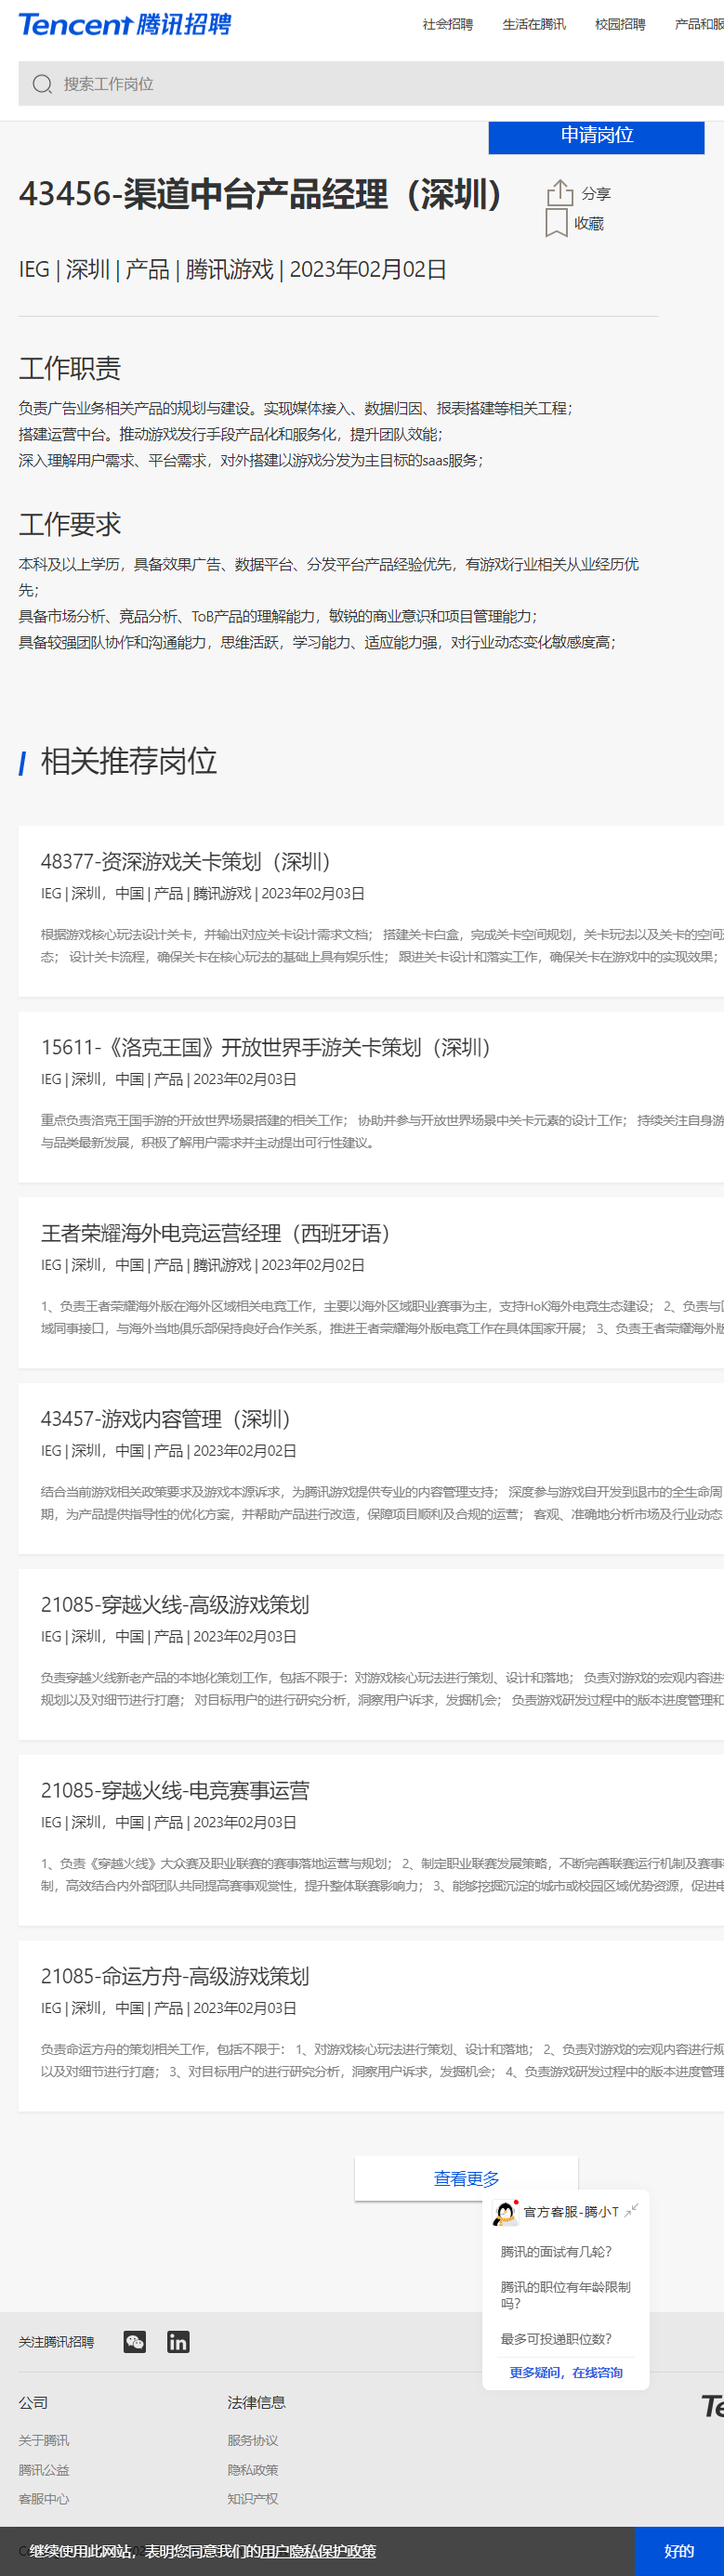 Tencent 腾讯招聘
社会招聘 生活在腾讯 校园招聘 产品和服
搜索工作岗位
申请岗位
43456-渠道中台产品经理（深圳）
分享
收藏
IEG | 深圳 | 产品 | 腾讯游戏 | 2023年02月02日
工作职责
负责广告业务相关产品的规划与建设。实现媒体接入、数据归因、报表搭建等相关工程；
搭建运营中台。推动游戏发行手段产品化和服务化，提升团队效能；
深入理解用户需求、平台需求，对外搭建以游戏分发为主目标的saas服务；
工作要求
本科及以上学历，具备效果广告、数据平台、分发平台产品经验优先，有游戏行业相关从业经历优
先；
具备市场分析、竞品分析、ToB产品的理解能力，敏锐的商业意识和项目管理能力；
具备较强团队协作和沟通能力，思维活跃，学习能力、适应能力强，对行业动态变化敏感度高；
相关推荐岗位
48377-资深游戏关卡策划（深圳）
IEG | 深圳，中国 | 产品 | 腾讯游戏 | 2023年02月03日
根据游戏核心玩法设计关卡，并输出对应关卡设计需求文档； 搭建关卡白盒，完成关卡空间规划，关卡玩法以及关卡的空间
态； 设计关卡流程，确保关卡在核心玩法的基础上具有娱乐性； 跟进关卡设计和落实工作，确保关卡在游戏中的实现效果；
15611-《洛克王国》开放世界手游关卡策划（深圳）
IEG | 深圳，中国 | 产品 | 2023年02月03日
重点负责洛克王国手游的开放世界场景搭建的相关工作； 协助并参与开放世界场景中关卡元素的设计工作； 持续关注自身游
与品类最新发展，积极了解用户需求并主动提出可行性建议。
王者荣耀海外电竞运营经理（西班牙语）
IEG | 深圳，中国 | 产品 | 腾讯游戏 | 2023年02月02日
1、负责王者荣耀海外版在海外区域相关电竞工作，主要以海外区域职业赛事为主，支持HoK海外电竞生态建设； 2、负责与
域同事接口，与海外当地俱乐部保持良好合作关系，推进王者荣耀海外版电竞工作在具体国家开展； 3、负责王者荣耀海外版
43457-游戏内容管理（深圳）
IEG | 深圳，中国 | 产品 | 2023年02月02日
结合当前游戏相关政策要求及游戏本源诉求，为腾讯游戏提供专业的内容管理支持； 深度参与游戏自开发到退市的全生命周
期，为产品提供指导性的优化方案，并帮助产品进行改造，保障项目顺利及合规的运营； 客观、准确地分析市场及行业动态
21085-穿越火线-高级游戏策划
IEG | 深圳，中国 | 产品 | 2023年02月03日
负责穿越火线新老产品的本地化策划工作，包括不限于：对游戏核心玩法进行策划、设计和落地； 负责对游戏的宏观内容进
规划以及对细节进行打磨； 对目标用户的进行研究分析，洞察用户诉求，发掘机会； 负责游戏研发过程中的版本进度管理和
21085-穿越火线-电竞赛事运营
IEG | 深圳，中国 | 产品 | 2023年02月03日
1、负责《穿越火线》大众赛及职业联赛的赛事落地运营与规划； 2、制定职业联赛发展策略，不断完善联赛运行机制及赛事
制，高效结合内外部团队共同提高赛事观赏性，提升整体联赛影响力； 3、能够挖掘沉淀的城市或校园区域优势资源，促进电
21085-命运方舟-高级游戏策划
IEG | 深圳，中国 | 产品 | 2023年02月03日
负责命运方舟的策划相关工作，包括不限于： 1、对游戏核心玩法进行策划、设计和落地； 2、负责对游戏的宏观内容进行规
以及对细节进行打磨； 3、对目标用户的进行研究分析，洞察用户诉求，发掘机会； 4、负责游戏研发过程中的版本进度管理
查看更多
官方客服-腾小T
腾讯的面试有几轮？
腾讯的职位有年龄限制
吗？
最多可投递职位数？
更多疑问，在线咨询
关注腾讯招聘
公司 法律信息
Te
关于腾讯 服务协议
腾讯公益 隐私政策
客服中心 知识产权
继续使用此网站，表明您同意我们的用户隐私保护政策
好的